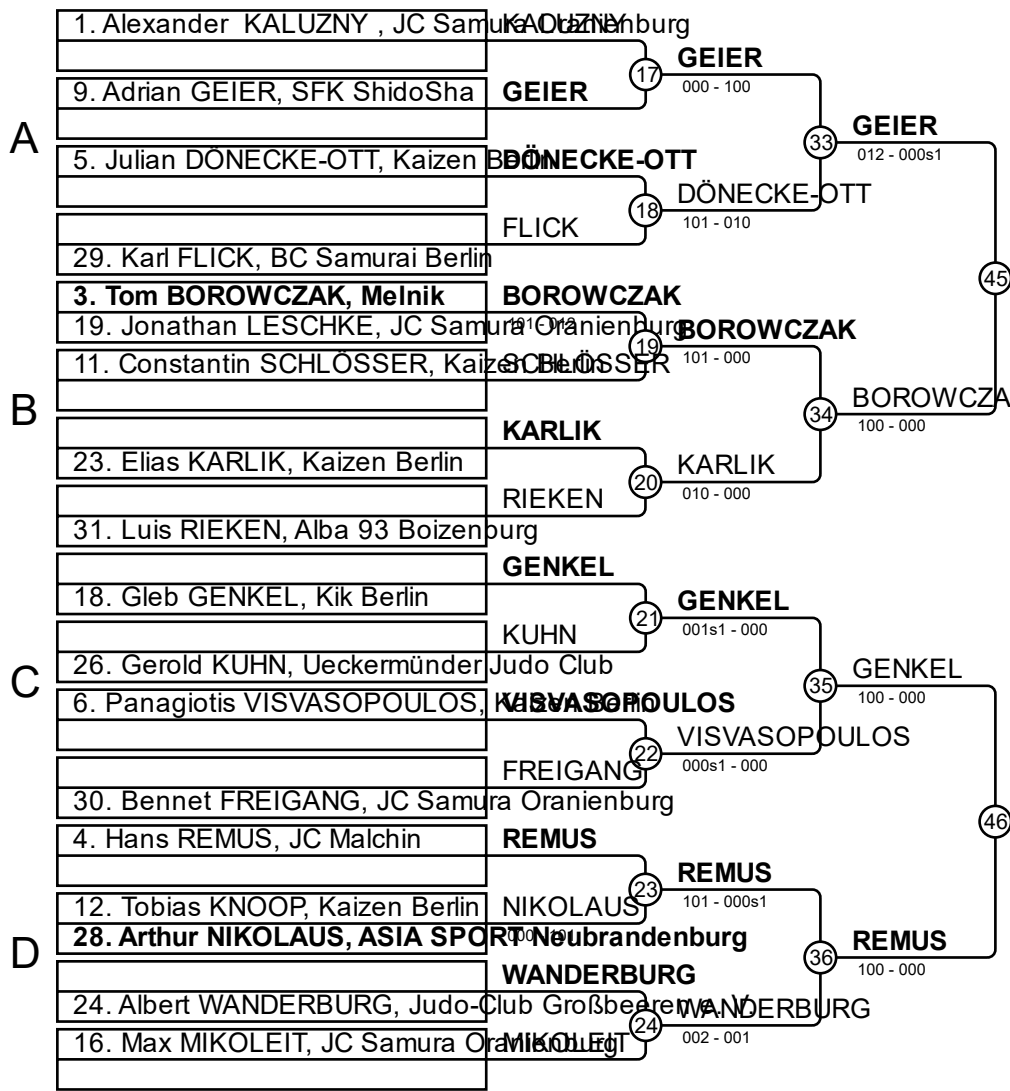 1. Alexander KALUZNY , JC Samura Oranienburg KALUZNY
17 GEIER
000 - 100
9. Adrian GEIER, SFK ShidoSha GEIER
A
33 GEIER
012 - 000s1
5. Julian DÖNECKE-OTT, Kaizen Berlin DÖNECKE-OTT
18 DÖNECKE-OTT
101 - 010
FLICK
29. Karl FLICK, BC Samurai Berlin
45
3. Tom BOROWCZAK, Melnik BOROWCZAK
19. Jonathan LESCHKE, JC Samura Oranienburg
19 BOROWCZAK
101 - 000
11. Constantin SCHLÖSSER, Kaizen Berlin SCHLÖSSER
B
34 BOROWCZA
100 - 000
KARLIK
23. Elias KARLIK, Kaizen Berlin
20 KARLIK
010 - 000
RIEKEN
31. Luis RIEKEN, Alba 93 Boizenburg
GENKEL
18. Gleb GENKEL, Kik Berlin
21 GENKEL
001s1 - 000
KUHN
26. Gerold KUHN, Ueckermünder Judo Club
C
35 GENKEL
100 - 000
6. Panagiotis VISVASOPOULOS, Kaizen Berlin VISVASOPOULOS
22 VISVASOPOULOS
000s1 - 000
FREIGANG
30. Bennet FREIGANG, JC Samura Oranienburg
46
4. Hans REMUS, JC Malchin REMUS
23 REMUS
101 - 000s1
12. Tobias KNOOP, Kaizen Berlin NIKOLAUS
28. Arthur NIKOLAUS, ASIA SPORT Neubrandenburg
D
36 REMUS
100 - 000
WANDERBURG
24. Albert WANDERBURG, Judo-Club Großbeeren e. V.
24 WANDERBURG
002 - 001
16. Max MIKOLEIT, JC Samura Oranienburg MIKOLEIT